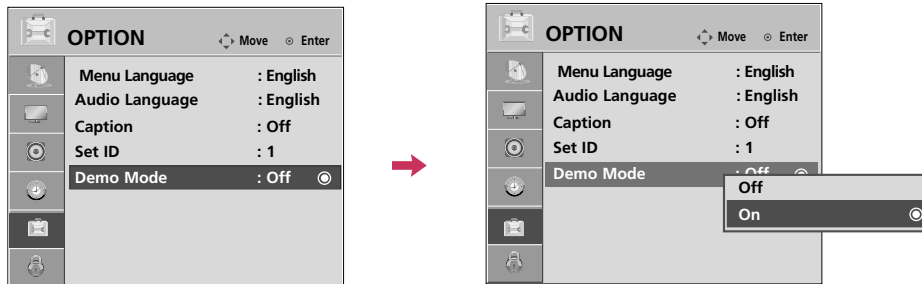 OPTION Move Enter
Menu Language : English
Audio Language : English
Caption : Off
Set ID : 1
Demo Mode : Off
OPTION Move Enter
Menu Language : English
Audio Language : English
Caption : Off
Set ID : 1
Demo Mode : Off
Off
On